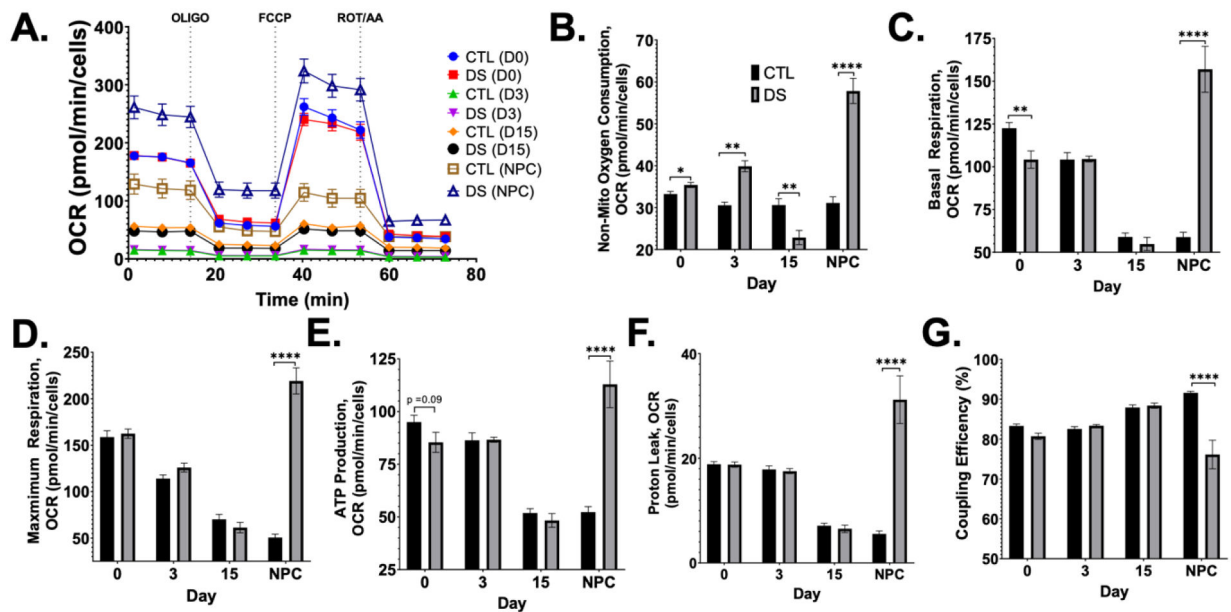 A.
OLIGO FCCP ROT/AA
OCR (pmol/min/cells)
400
300
200
100
0
0 20 40 60 80
Time (min)
CTL (D0)
DS (D0)
CTL (D3)
DS (D3)
CTL (D15)
DS (D15)
CTL (NPC)
DS (NPC)
B.
Non-Mito Oxygen Consumption,
OCR (pmol/min/cells)
70
60
50
40
30
20
CTL
DS
* ** ** ****
0 3 15 NPC
Day
C.
Basal Respiration,
OCR (pmol/min/cells)
175
150
125
100
75
50
** ****
0 3 15 NPC
Day
D.
Maxmimum Respiration,
OCR (pmol/min/cells)
250
200
150
100
50
****
0 3 15 NPC
Day
E.
ATP Production,
OCR (pmol/min/cells)
125
100
75
50
25
p =0.09
****
0 3 15 NPC
Day
F.
Proton Leak, OCR
(pmol/min/cells)
40
20
0
****
0 3 15 NPC
Day
G.
Coupling Efficency (%)
100
90
80
70
60
50
****
0 3 15 NPC
Day